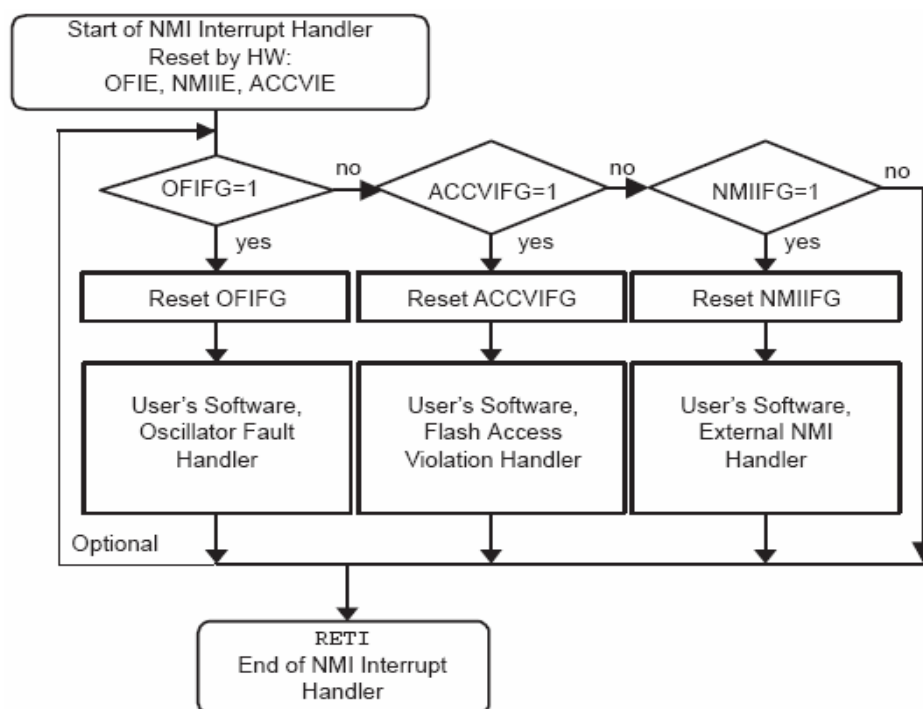 Start of NMI Interrupt Handler
Reset by HW:
OFIE, NMIIE, ACCVIE
OFIFG=1
no
ACCVIFG=1
no
NMIIFG=1
no
yes
yes
yes
Reset OFIFG
Reset ACCVIFG
Reset NMIIFG
User's Software,
Oscillator Fault
Handler
User's Software,
Flash Access
Violation Handler
User's Software,
External NMI
Handler
Optional
RETI
End of NMI Interrupt
Handler